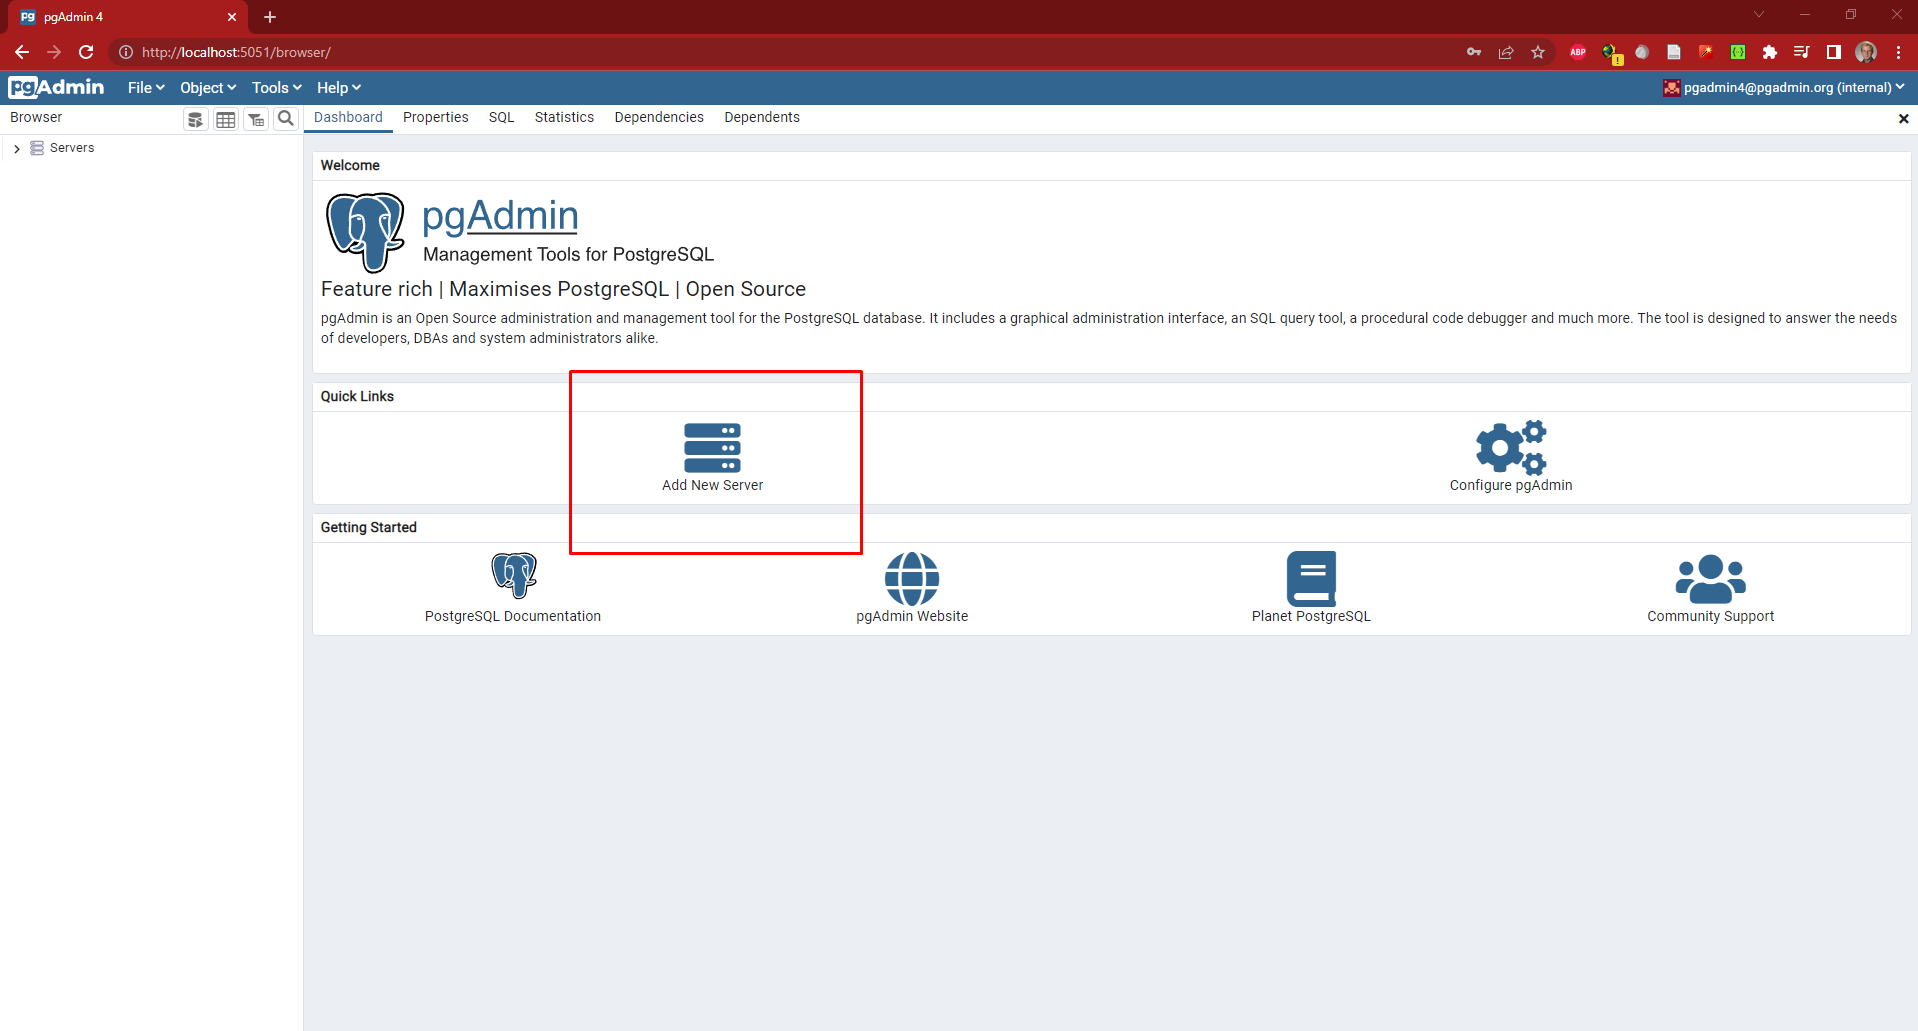 pgAdmin 4
http://localhost:5051/browser/
ABP
pgAdmin File Object Tools Help pgadmin4@pgadmin.org (internal)
Browser Dashboard Properties SQL Statistics Dependencies Dependents
Servers
Welcome
pgAdmin
Management Tools for PostgreSQL
Feature rich | Maximises PostgreSQL | Open Source
pgAdmin is an Open Source administration and management tool for the PostgreSQL database. It includes a graphical administration interface, an SQL query tool, a procedural code debugger and much more. The tool is designed to answer the needs
of developers, DBAs and system administrators alike.
Quick Links
Add New Server Configure pgAdmin
Getting Started
PostgreSQL Documentation pgAdmin Website Planet PostgreSQL Community Support